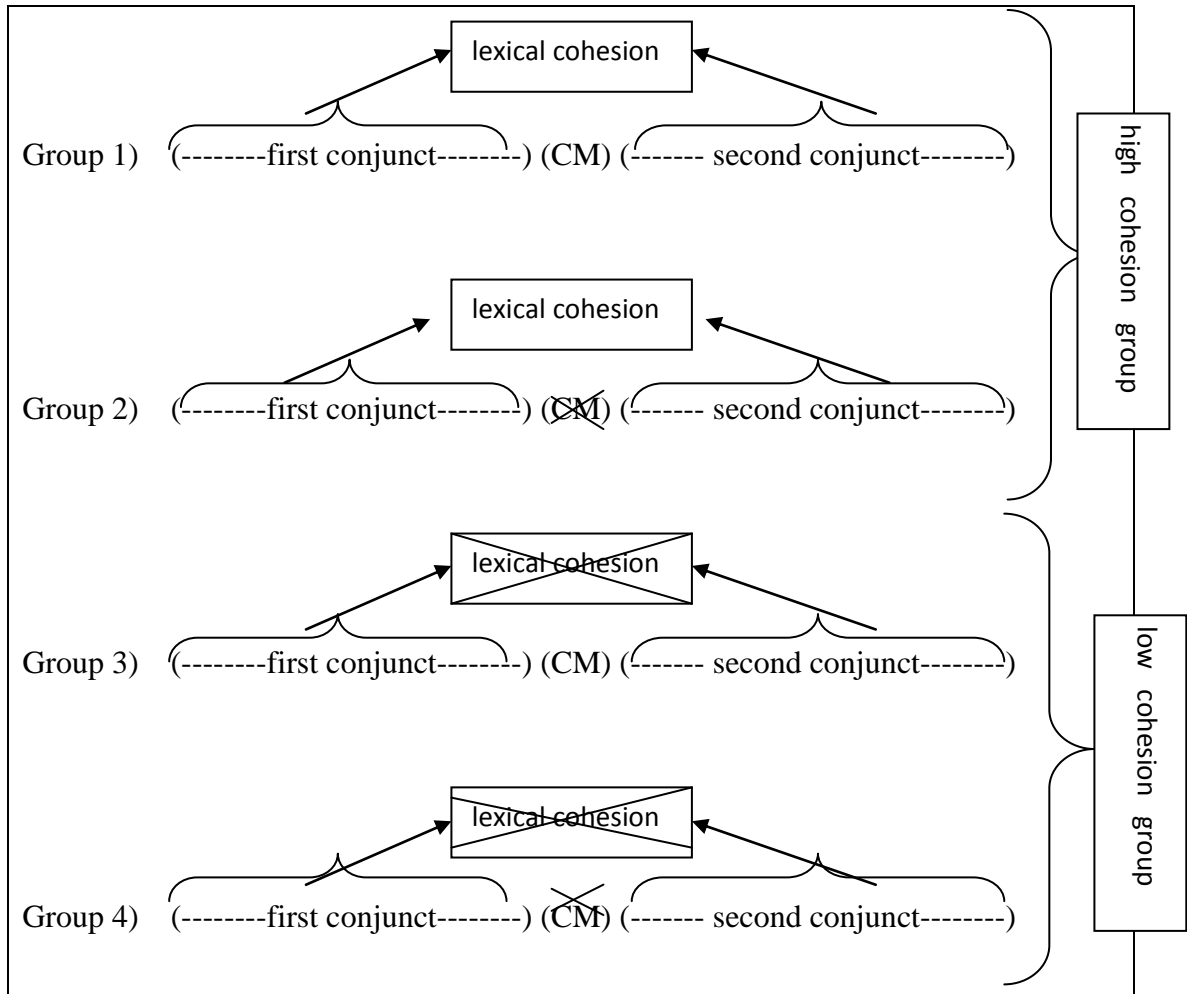 lexical cohesion
Group 1) (--------first conjunct--------) (CM) (------- second conjunct--------)
lexical cohesion
Group 2) (--------first conjunct--------) (CM) (------- second conjunct--------)
high cohesion group
lexical cohesion
Group 3) (--------first conjunct--------) (CM) (------- second conjunct--------)
lexical cohesion
Group 4) (--------first conjunct--------) (CM) (------- second conjunct--------)
low cohesion group